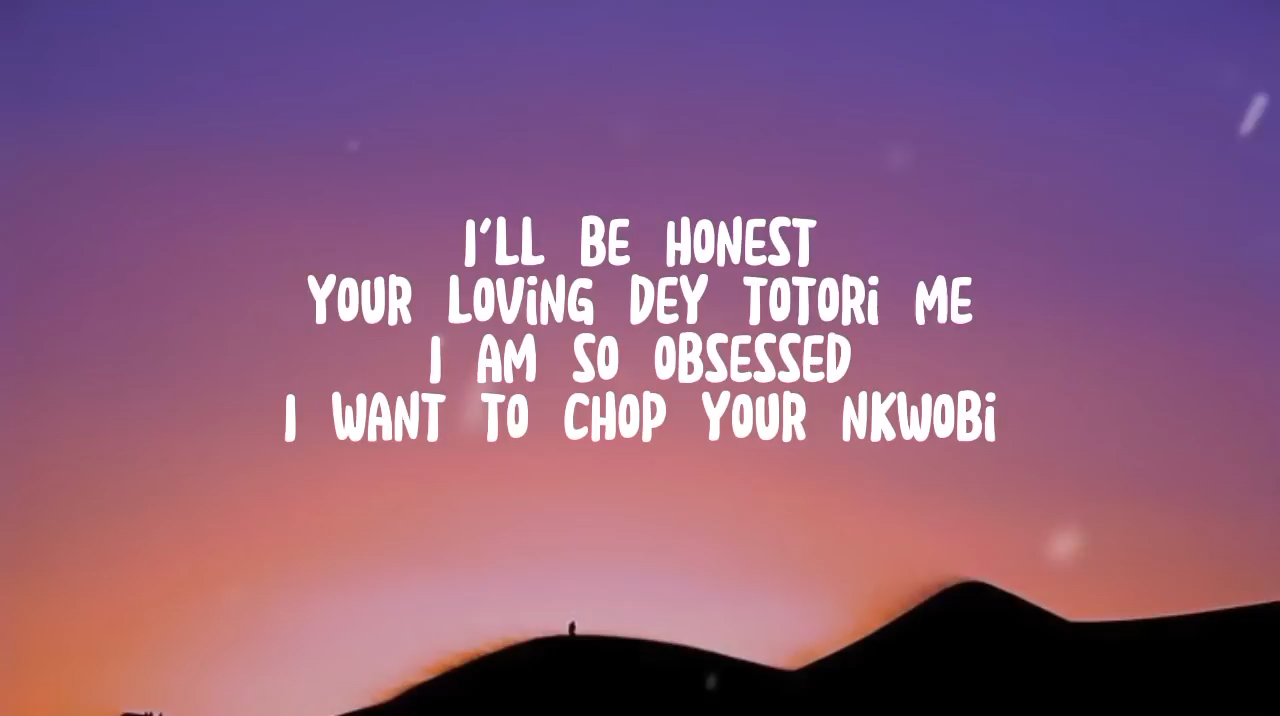 I'LL BE HONEST
YOUR LOViNG DEY TOTORi ME
I AM SO OBSESSED
I WANT TO CHOP YOUR NKWOBi